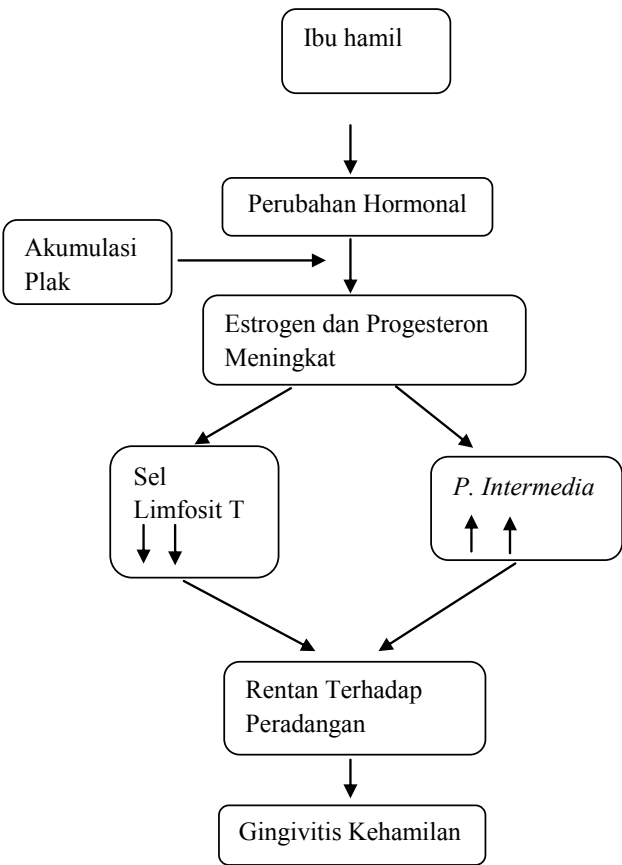 Ibu hamil
Perubahan Hormonal
Akumulasi
Plak
Estrogen dan Progesteron
Meningkat
Sel
Limfosit T
P. Intermedia
Rentan Terhadap
Peradangan
Gingivitis Kehamilan